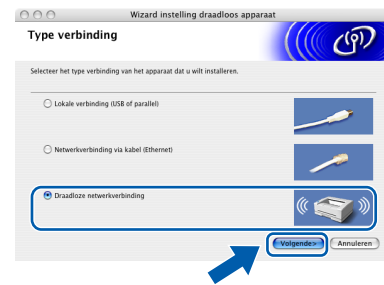 Wizard instelling draadloos apparaat
Type verbinding
Selecteer het type verbinding van het apparaat dat u wilt installeren.
Lokale verbinding (USB of parallel)
Netwerkverbinding via kabel (Ethernet)
Draadloze netwerkverbinding
Volgende> Annuleren